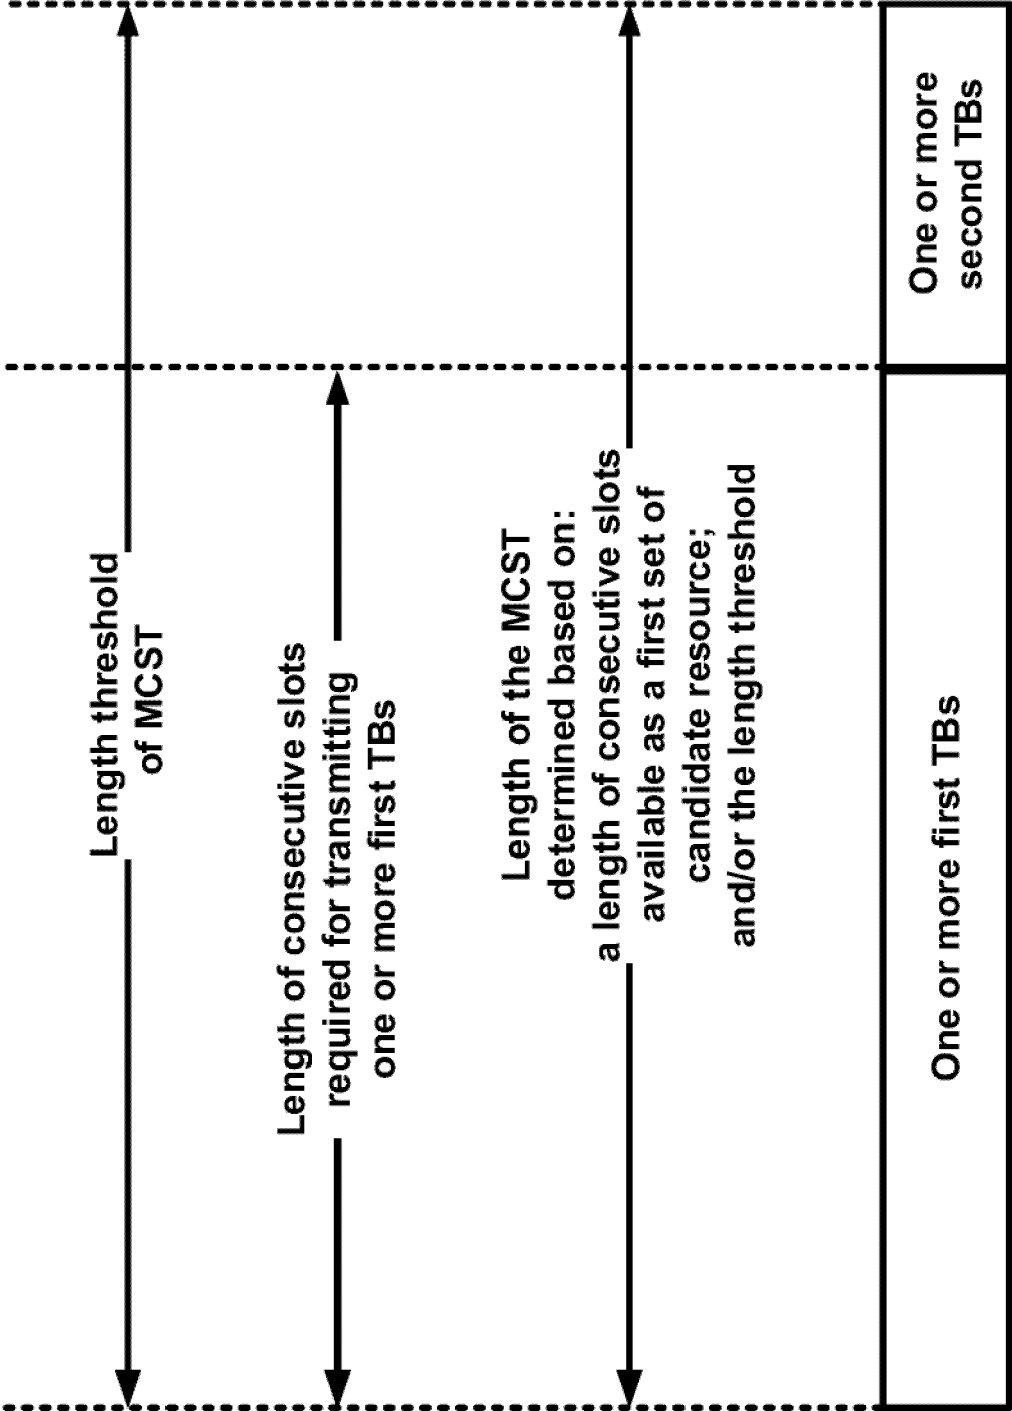 Length threshold
of MCST
Length of consecutive slots
required for transmitting
one or more first TBs
Length of the MCST
determined based on:
a length of consecutive slots
available as a first set of
candidate resource;
and/or the length threshold
One or more first TBs
One or more
second TBs